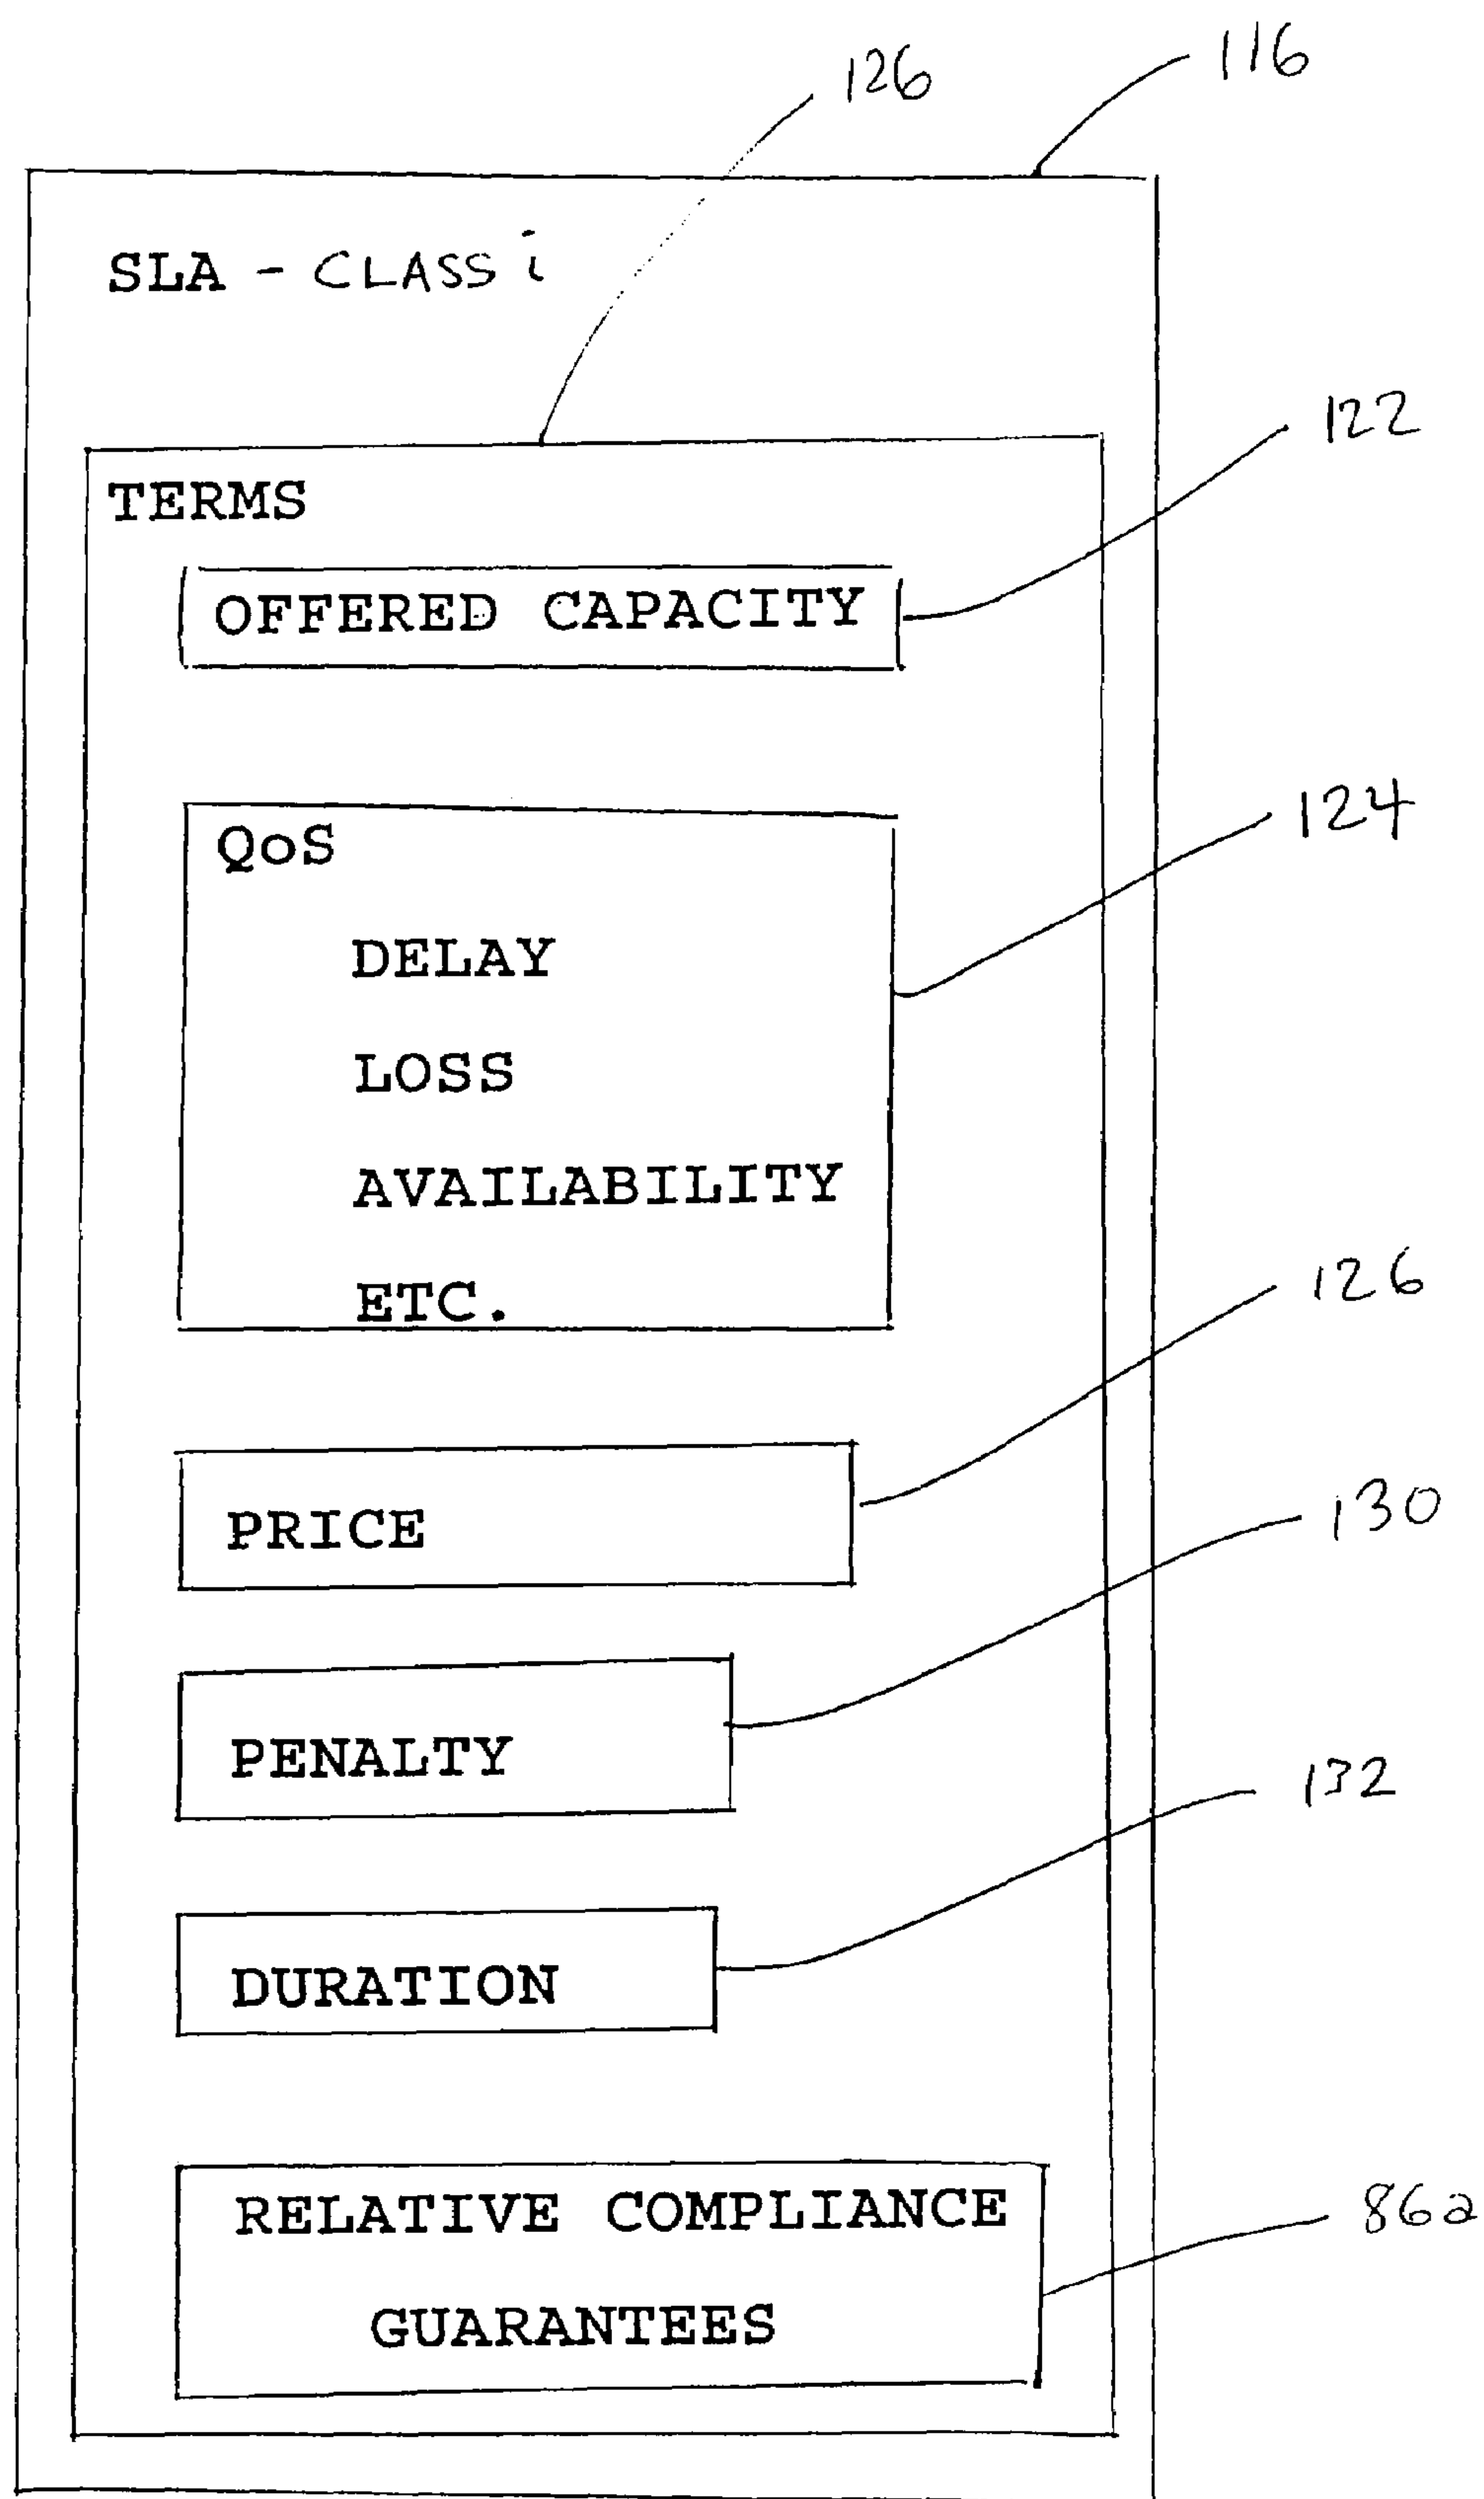 126
116
SLA - CLASS i
122
TERMS
OFFERED CAPACITY
124
QoS
DELAY
LOSS
AVAILABILITY
ETC.
126
PRICE
130
PENALTY
132
DURATION
RELATIVE COMPLIANCE
86a
GUARANTEES